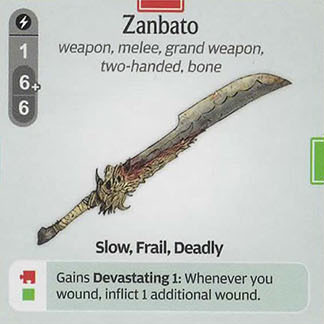 Zanbato
weapon, melee, grand weapon,
two-handed, bone
1
6+
6
Slow, Frail, Deadly
Gains Devastating 1: Whenever you
wound, inflict 1 additional wound.